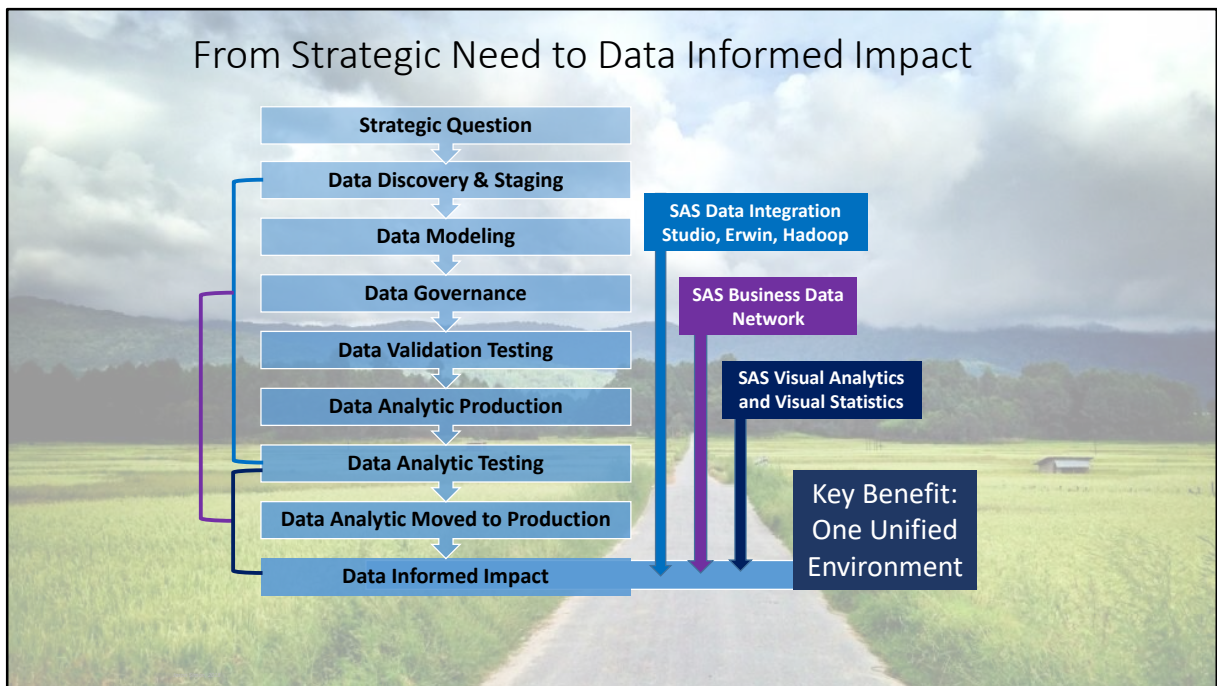 From Strategic Need to Data Informed Impact
Strategic Question
Data Discovery & Staging
Data Modeling
Data Governance
Data Validation Testing
Data Analytic Production
Data Analytic Testing
Data Analytic Moved to Production
Data Informed Impact
SAS Data Integration
Studio, Erwin, Hadoop
SAS Business Data
Network
SAS Visual Analytics
and Visual Statistics
Key Benefit:
One Unified
Environment